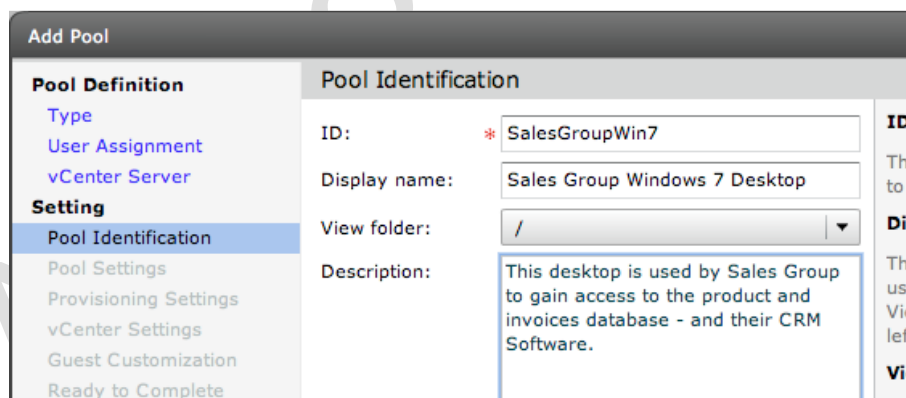 Add Pool
Pool Definition
Type
User Assignment
vCenter Server
Setting
Pool Identification
Pool Settings
Provisioning Settings
vCenter Settings
Guest Customization
Ready to Complete
Pool Identification
ID: * SalesGroupWin7
Display name: Sales Group Windows 7 Desktop
View folder: /
Description: This desktop is used by Sales Group
to gain access to the product and
invoices database - and their CRM
Software.
ID
to